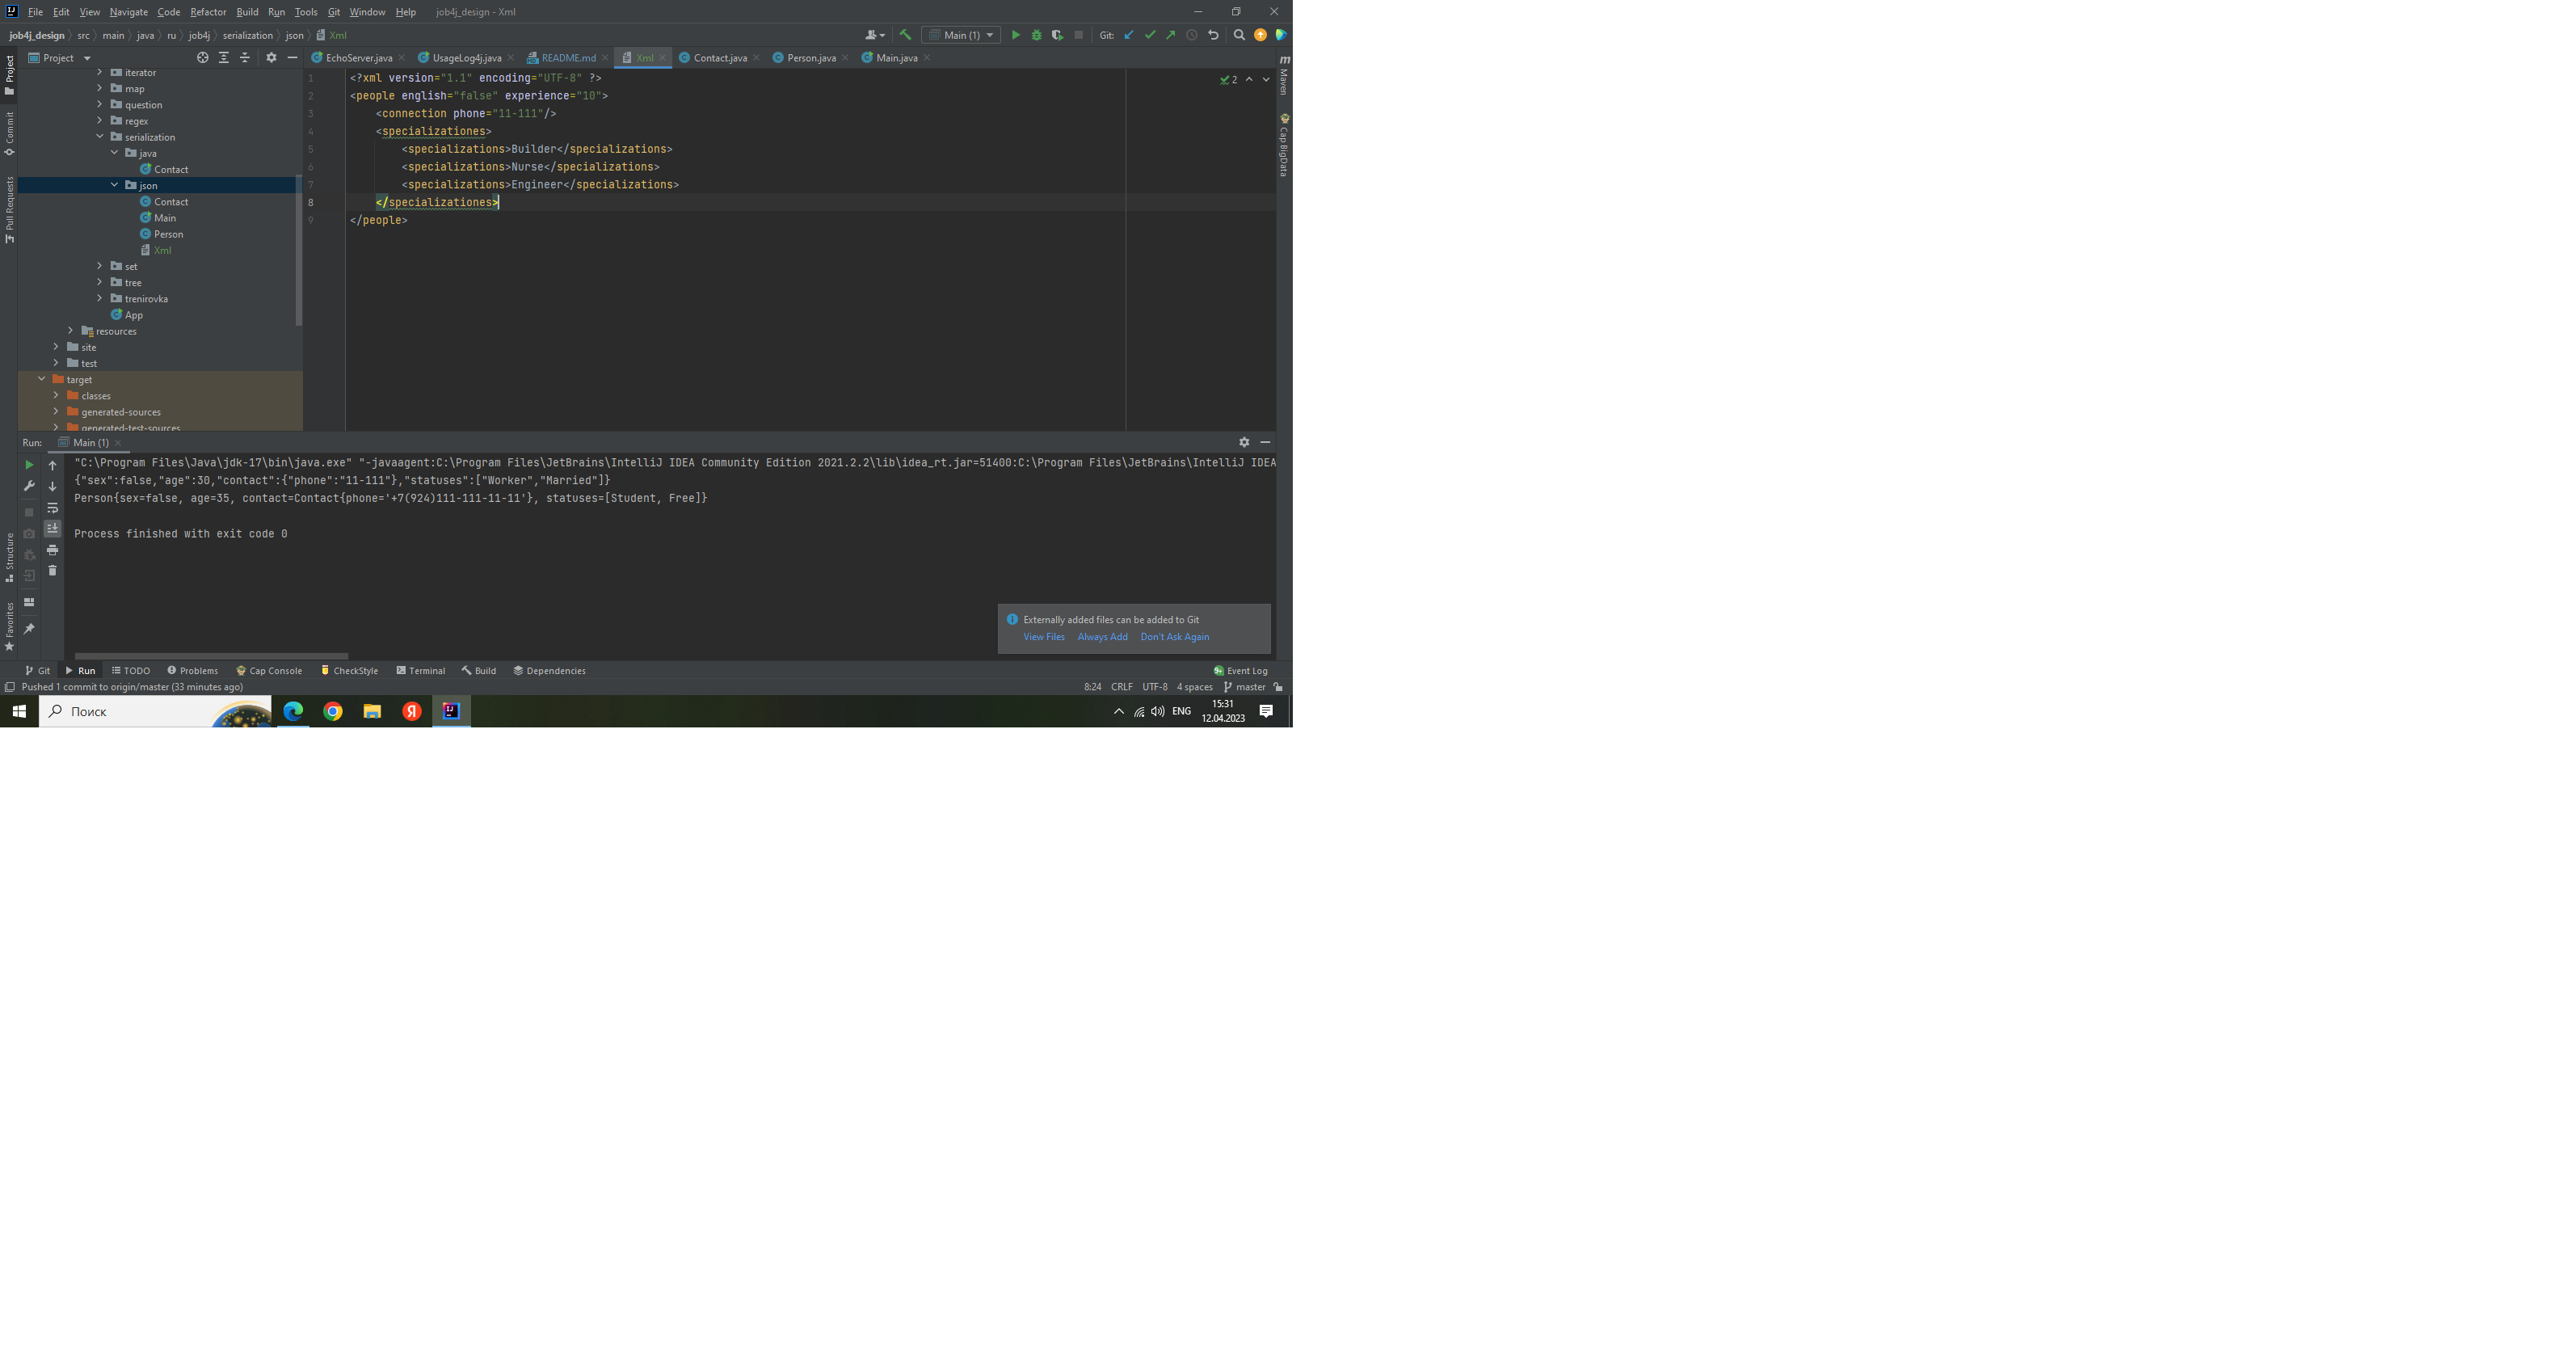 File Edit View Navigate Code Refactor Build Run Tools Git Window Help job4j_design - Xml
job4j_design src main java ru job4j serialization json Xml
Main (1) Git:
Project
EchoServer.java UsageLog4j.java README.md Xml Contact.java Person.java Main.java
Project
Commit
Pull Requests
Structure
Favorites
Maven
Cap BigData
iterator
map
question
regex
serialization
java
Contact
json
Contact
Main
Person
Xml
set
tree
trenirovka
App
resources
site
test
target
classes
generated-sources
generated-test-sources
2
1 <?xml version="1.1" encoding="UTF-8" ?>
2 <people english="false" experience="10">
3 <connection phone="11-111"/>
4 <specializationes>
5 <specializations>Builder</specializations>
6 <specializations>Nurse</specializations>
7 <specializations>Engineer</specializations>
8 </specializationes>
9 </people>
Run: Main (1)
"C:\Program Files\Java\jdk-17\bin\java.exe" "-javaagent:C:\Program Files\JetBrains\IntelliJ IDEA Community Edition 2021.2.2\lib\idea_rt.jar=51400:C:\Program Files\JetBrains\IntelliJ IDEA
{"sex":false,"age":30,"contact":{"phone":"11-111"},"statuses":["Worker","Married"]}
Person{sex=false, age=35, contact=Contact{phone='+7(924)111-111-11-11'}, statuses=[Student, Free]}
Process finished with exit code 0
Externally added files can be added to Git
View Files Always Add Don't Ask Again
Git Run TODO Problems Cap Console CheckStyle Terminal Build Dependencies Event Log
Pushed 1 commit to origin/master (33 minutes ago) 8:24 CRLF UTF-8 4 spaces master
Поиск ENG 15:31
12.04.2023